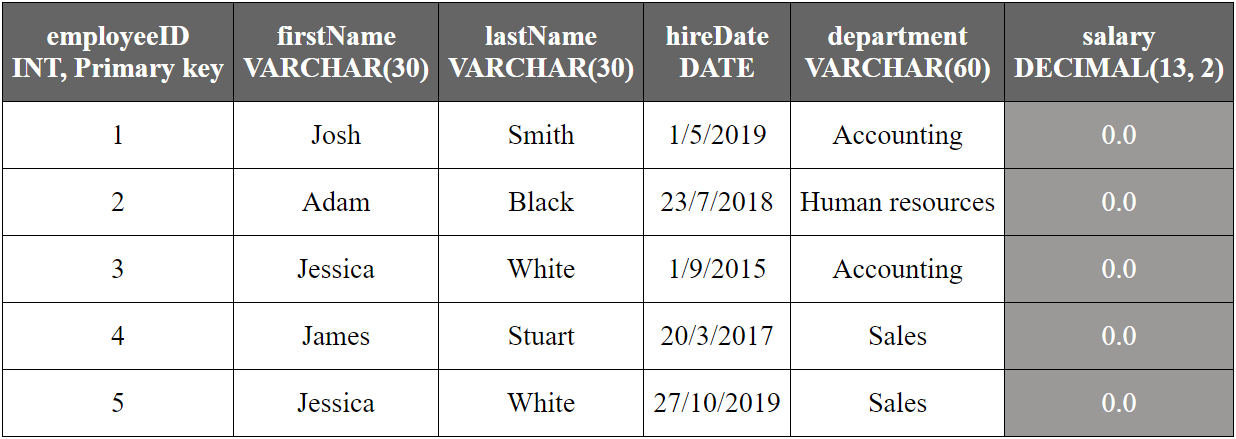 employeeID firstName lastName hireDate department salary
INT, Primary key VARCHAR(30) VARCHAR(30) DATE VARCHAR(60) DECIMAL(13, 2)
1 Josh Smith 1/5/2019 Accounting 0.0
2 Adam Black 23/7/2018 Human resources 0.0
3 Jessica White 1/9/2015 Accounting 0.0
4 James Stuart 20/3/2017 Sales 0.0
5 Jessica White 27/10/2019 Sales 0.0